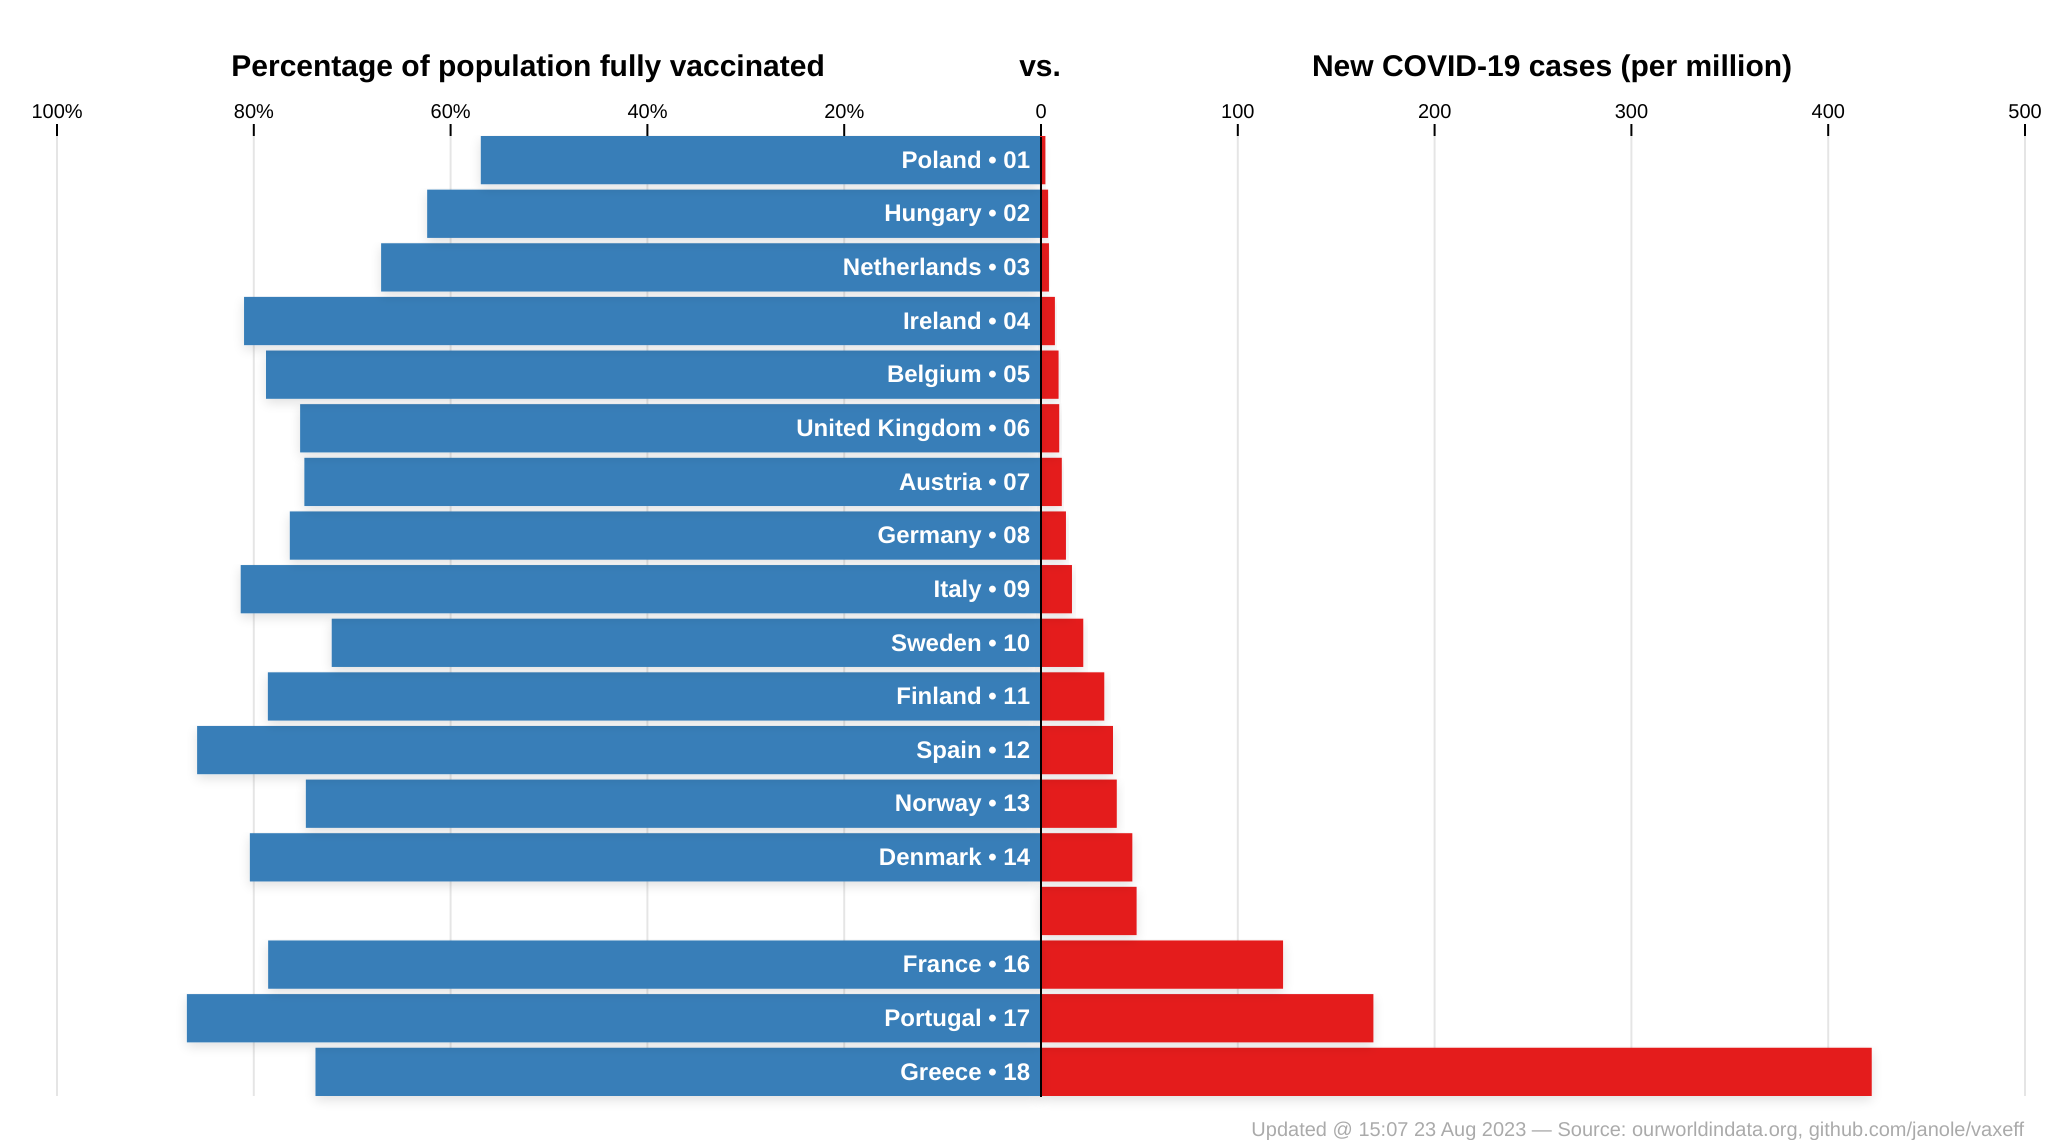 Percentage of population fully vaccinated vs. New COVID-19 cases (per million)
100% 80% 60% 40% 20% 0 100 200 300 400 500
Poland • 01
Hungary • 02
Netherlands • 03
Ireland • 04
Belgium • 05
United Kingdom • 06
Austria • 07
Germany • 08
Italy • 09
Sweden • 10
Finland • 11
Spain • 12
Norway • 13
Denmark • 14
France • 16
Portugal • 17
Greece • 18
Updated @ 15:07 23 Aug 2023 — Source: ourworldindata.org, github.com/janole/vaxeff